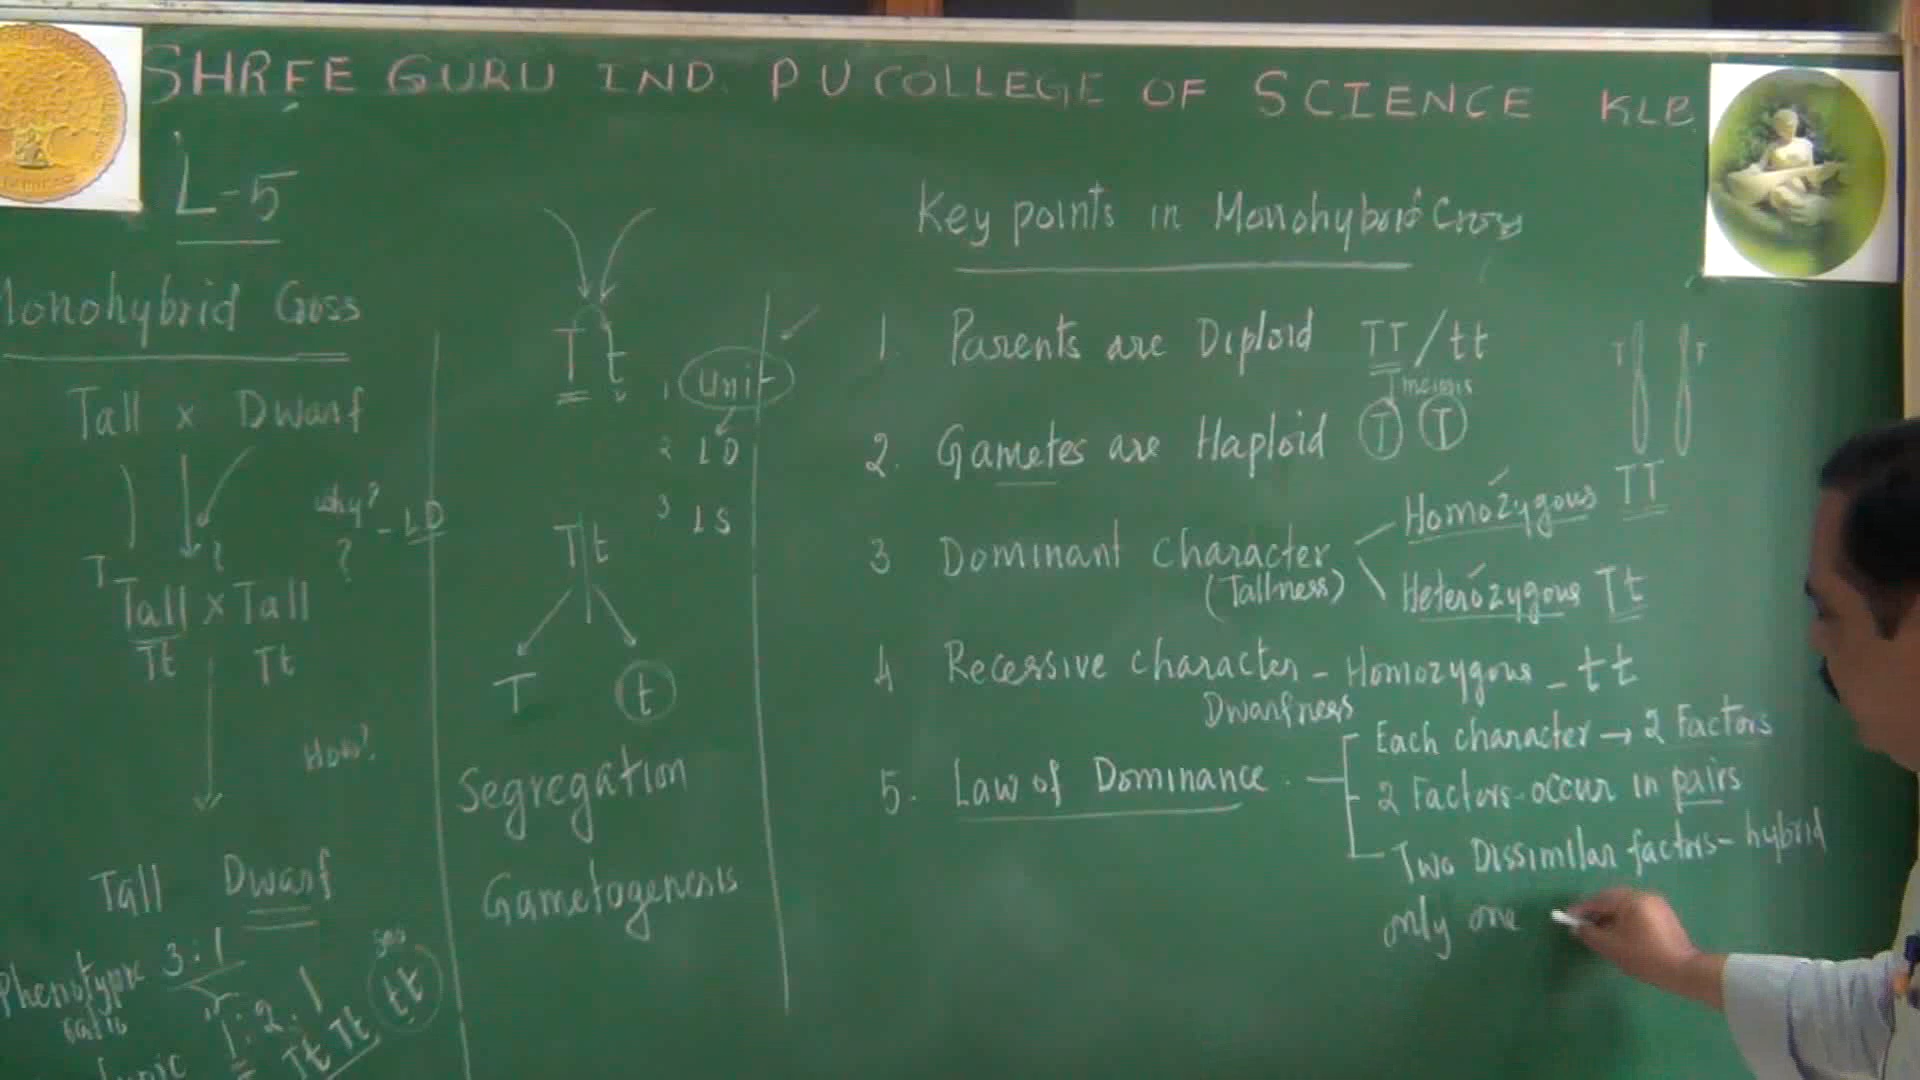 SHREE GURU IND. PU COLLEGE OF SCIENCE KLB.
L-5
Monohybrid Cross
Tall x Dwarf
Why?
?
- LD
?
T
Tall x Tall
Tt Tt
How?
Tall Dwarf
Phenotypic 3:1
ratio
1:2:1
Tt Tt tt
T t
T t
T t
Segregation
Gametogenesis
1 Unit
2 LD
3 LS
Key points in Monohybrid Cross
1. Parents are Diploid TT/tt
meiosis
2. Gametes are Haploid T T
T T
TT
3 Dominant Character
(Tallness)
Homozygous TT
Heterozygous Tt
4 Recessive character - Homozygous - tt
Dwarfness
5. Law of Dominance.
Each character → 2 Factors
2 Factors - occur in pairs
Two Dissimilar factors - hybrid
only one